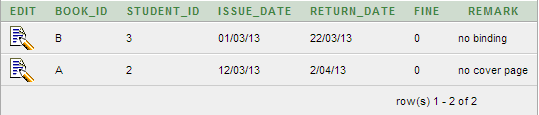 EDIT BOOK_ID STUDENT_ID ISSUE_DATE RETURN_DATE FINE REMARK
B 3 01/03/13 22/03/13 0 no binding
A 2 12/03/13 2/04/13 0 no cover page
row(s) 1 - 2 of 2